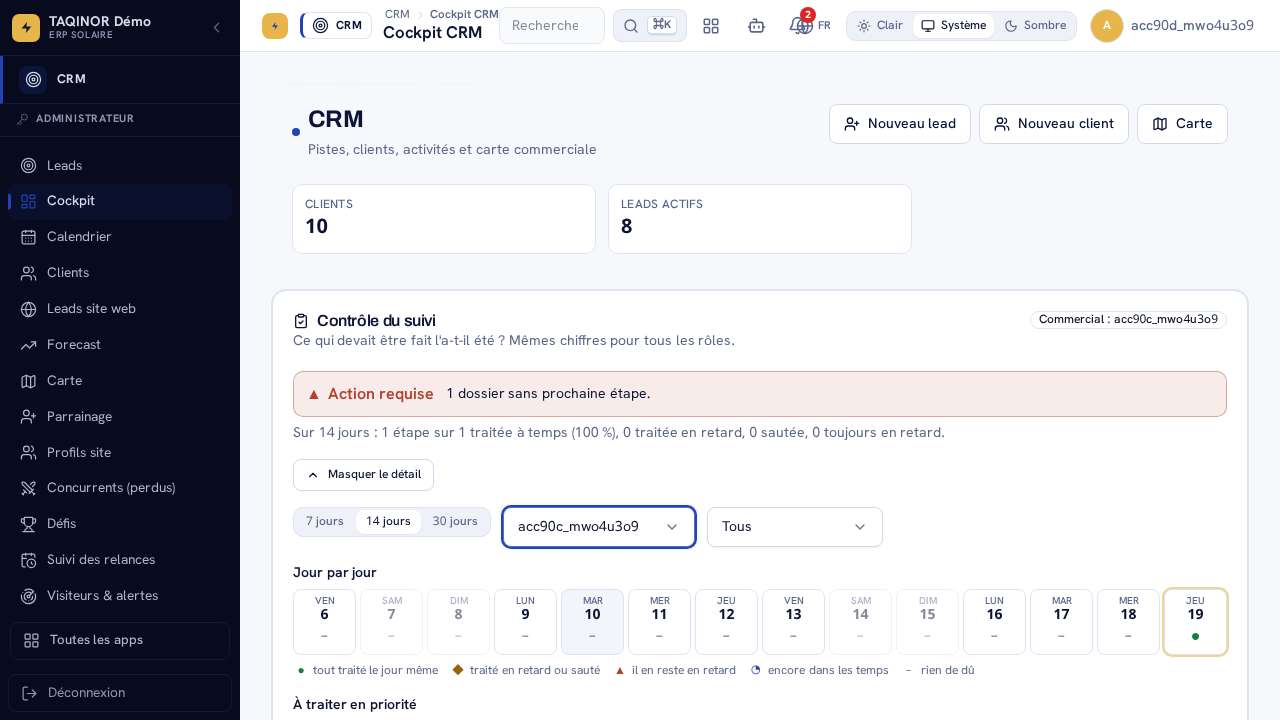 TAQINOR Démo
ERP SOLAIRE
CRM
ADMINISTRATEUR
Leads
Cockpit
Calendrier
Clients
Leads site web
Forecast
Carte
Parrainage
Profils site
Concurrents (perdus)
Défis
Suivi des relances
Visiteurs & alertes
Toutes les apps
Déconnexion
CRM
CRM Cockpit CRM
Cockpit CRM
Recherche
⌘K
2
FR
Clair
Système
Sombre
A
acc90d_mwo4u3o9
CRM
Pistes, clients, activités et carte commerciale
Nouveau lead
Nouveau client
Carte
CLIENTS
10
LEADS ACTIFS
8
Contrôle du suivi
Commercial : acc90c_mwo4u3o9
Ce qui devait être fait l'a-t-il été ? Mêmes chiffres pour tous les rôles.
▲ Action requise 1 dossier sans prochaine étape.
Sur 14 jours : 1 étape sur 1 traitée à temps (100 %), 0 traitée en retard, 0 sautée, 0 toujours en retard.
Masquer le détail
7 jours 14 jours 30 jours
acc90c_mwo4u3o9
Tous
Jour par jour
VEN SAM DIM LUN MAR MER JEU VEN SAM DIM LUN MAR MER JEU
6 7 8 9 10 11 12 13 14 15 16 17 18 19
– – – – – – – – – – – – – ●
● tout traité le jour même ◆ traité en retard ou sauté ▲ il en reste en retard ◔ encore dans les temps – rien de dû
À traiter en priorité